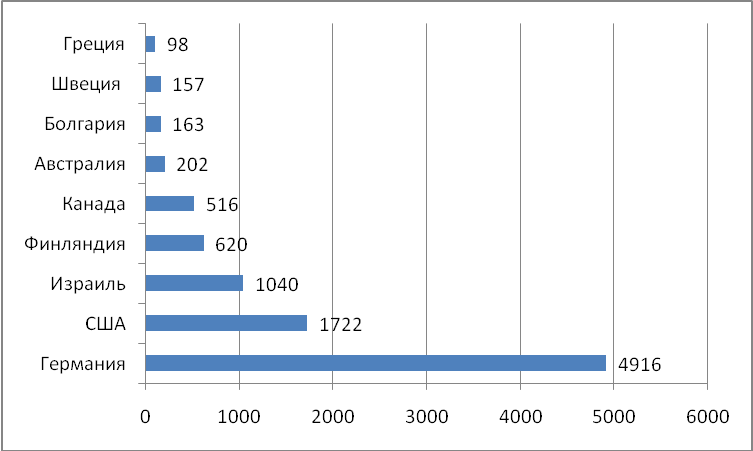 Греция 98
Швеция 157
Болгария 163
Австралия 202
Канада 516
Финляндия 620
Израиль 1040
США 1722
Германия 4916
0 1000 2000 3000 4000 5000 6000